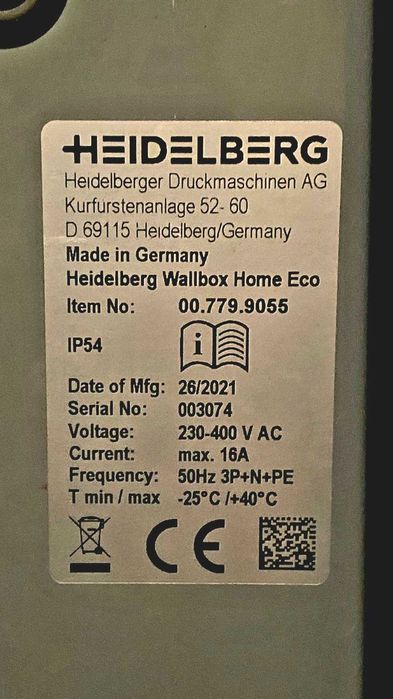 HEIDELBERG
Heidelberger Druckmaschinen AG
Kurfurstenanlage 52- 60
D 69115 Heidelberg/Germany
Made in Germany
Heidelberg Wallbox Home Eco
Item No: 00.779.9055
IP54 i
Date of Mfg: 26/2021
Serial No: 003074
Voltage: 230-400 V AC
Current: max. 16A
Frequency: 50Hz 3P+N+PE
T min / max -25°C /+40°C
CE